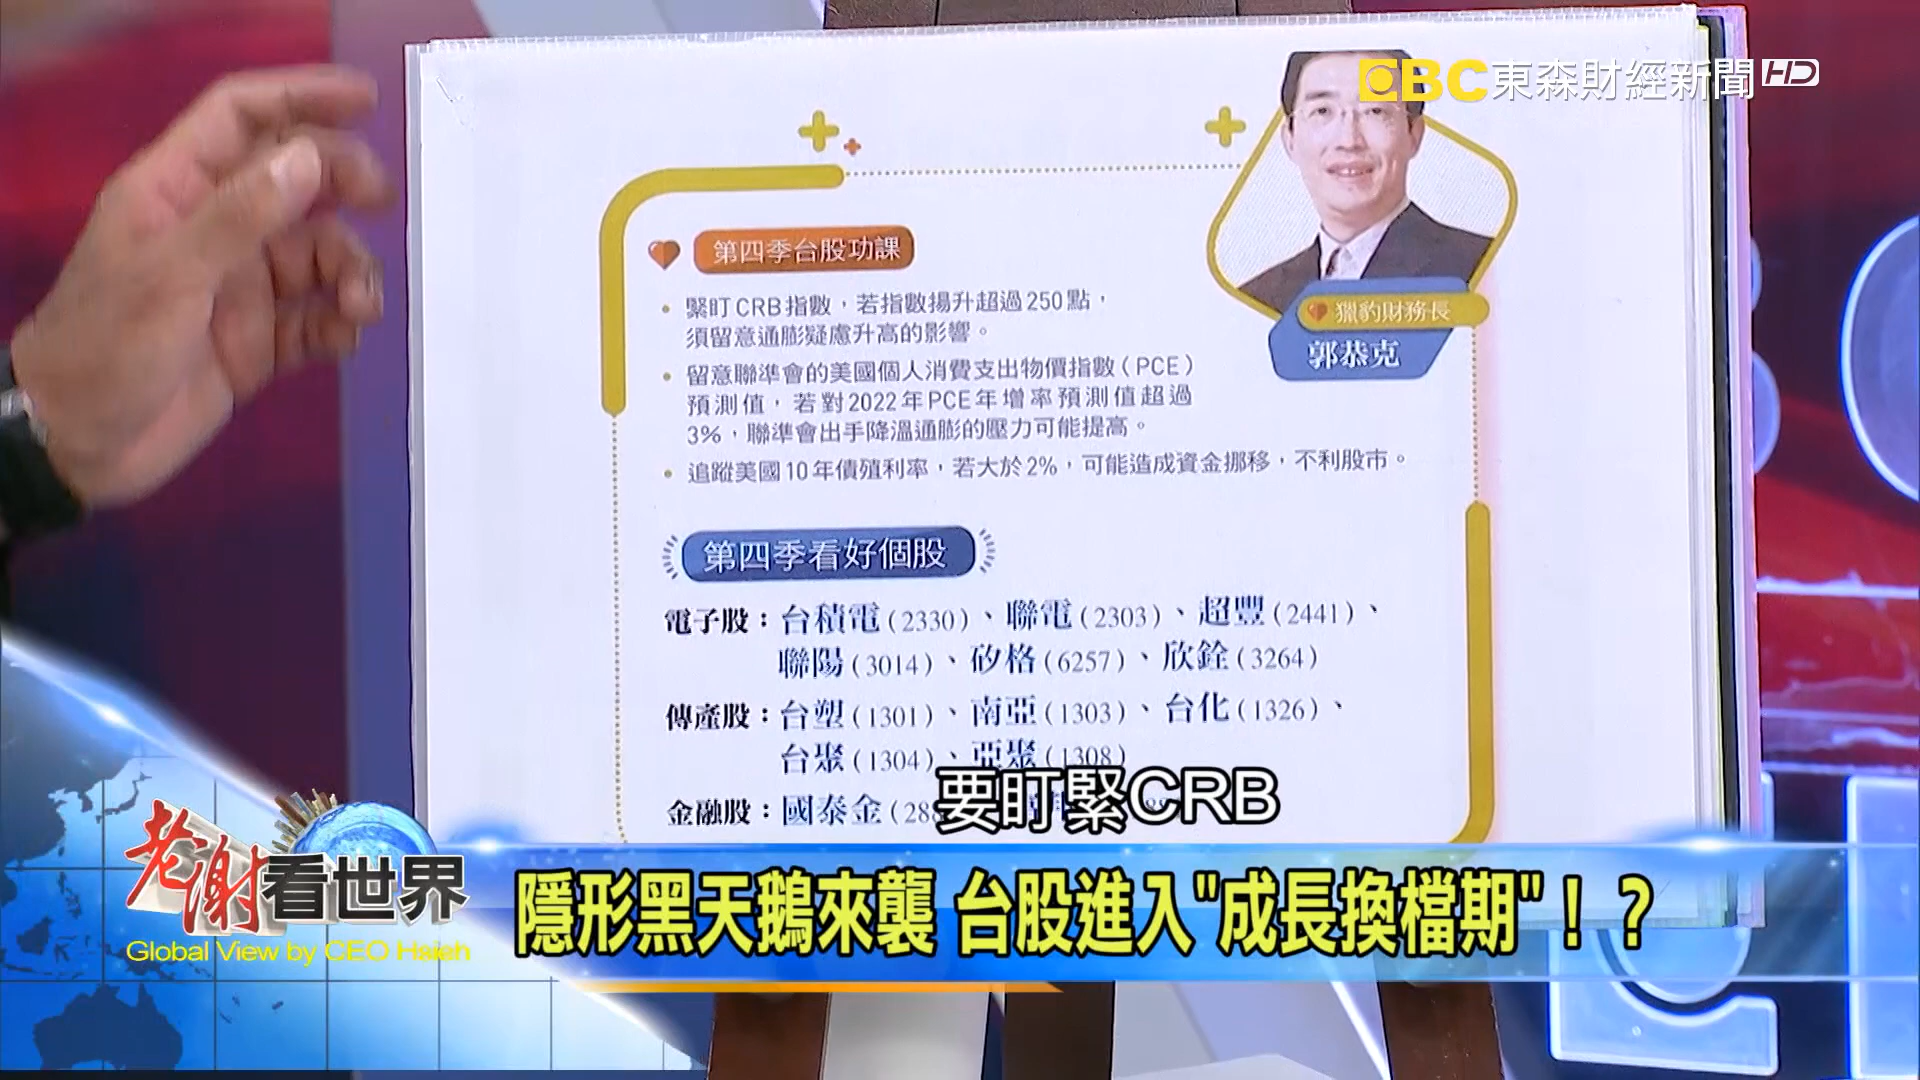 EBC東森財經新聞HD
第四季台股功課
• 緊盯CRB指數，若指數揚升超過250點，
須留意通膨疑慮升高的影響。
獵豹財務長
郭恭克
• 留意聯準會的美國個人消費支出物價指數（PCE）
預測值，若對2022年PCE年增率預測值超過
3%，聯準會出手降溫通膨的壓力可能提高。
• 追蹤美國10年債殖利率，若大於2%，可能造成資金挪移，不利股市。
第四季看好個股
電子股：台積電(2330)、聯電(2303)、超豐(2441)、
聯陽(3014)、矽格(6257)、欣銓(3264)
傳產股：台塑(1301)、南亞(1303)、台化(1326)、
台聚(1304)、亞聚(1308)
金融股：國泰金
要盯緊CRB
老謝看世界
Global View by CEO Hsieh
隱形黑天鵝來襲 台股進入"成長換檔期"！？